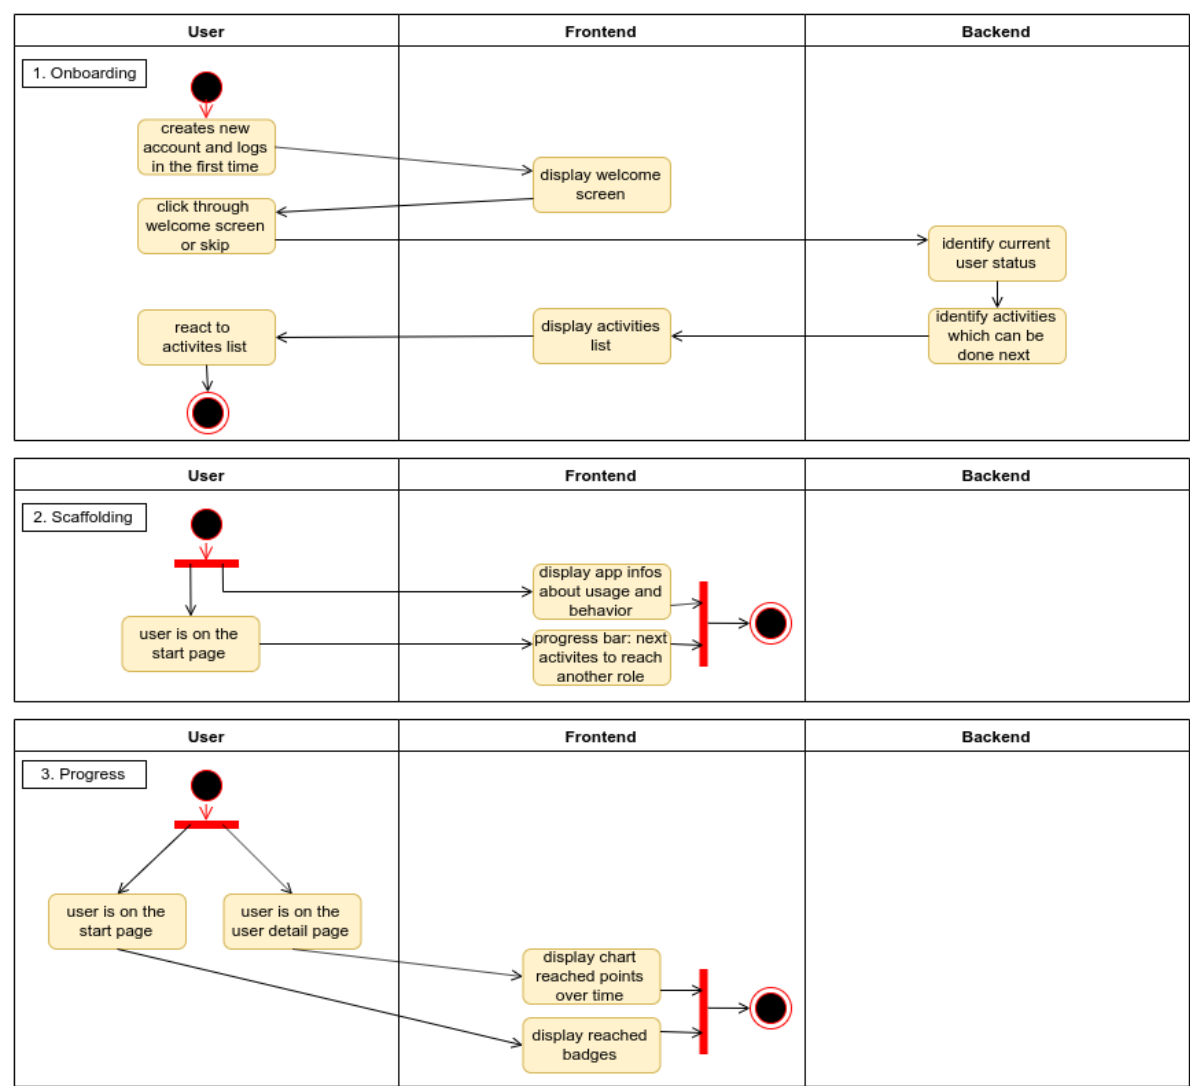 User
Frontend
Backend
1. Onboarding
creates new
account and logs
in the first time
display welcome
screen
click through
welcome screen
or skip
identify current
user status
react to
activites list
display activities
list
identify activities
which can be
done next
User
Frontend
Backend
2. Scaffolding
display app infos
about usage and
behavior
user is on the
start page
progress bar: next
activites to reach
another role
User
Frontend
Backend
3. Progress
user is on the
start page
user is on the
user detail page
display chart
reached points
over time
display reached
badges